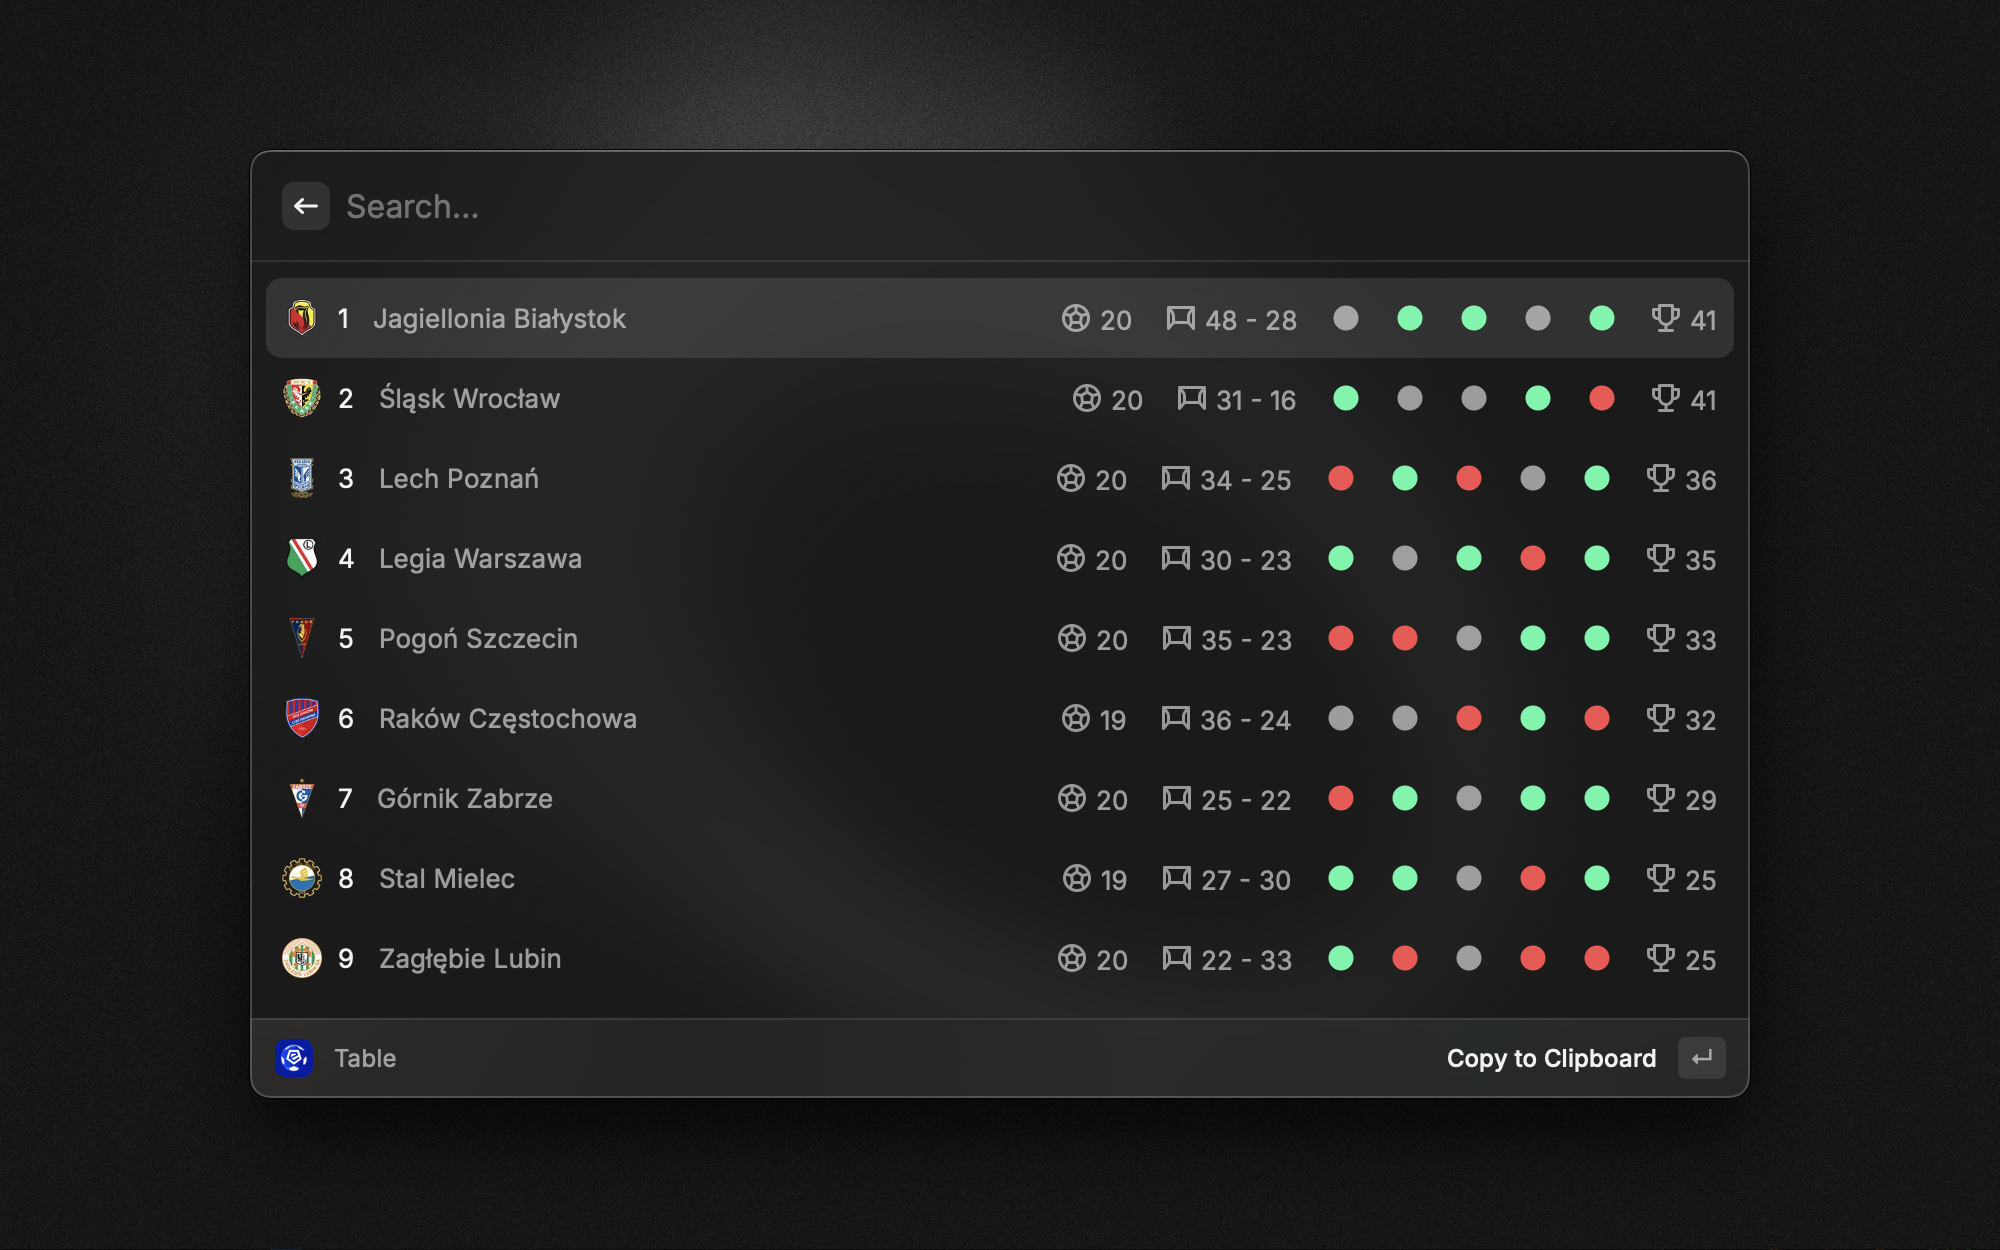 Search...
1 Jagiellonia Białystok 20 48 - 28 41
2 Śląsk Wrocław 20 31 - 16 41
3 Lech Poznań 20 34 - 25 36
4 Legia Warszawa 20 30 - 23 35
5 Pogoń Szczecin 20 35 - 23 33
6 Raków Częstochowa 19 36 - 24 32
7 Górnik Zabrze 20 25 - 22 29
8 Stal Mielec 19 27 - 30 25
9 Zagłębie Lubin 20 22 - 33 25
Table Copy to Clipboard